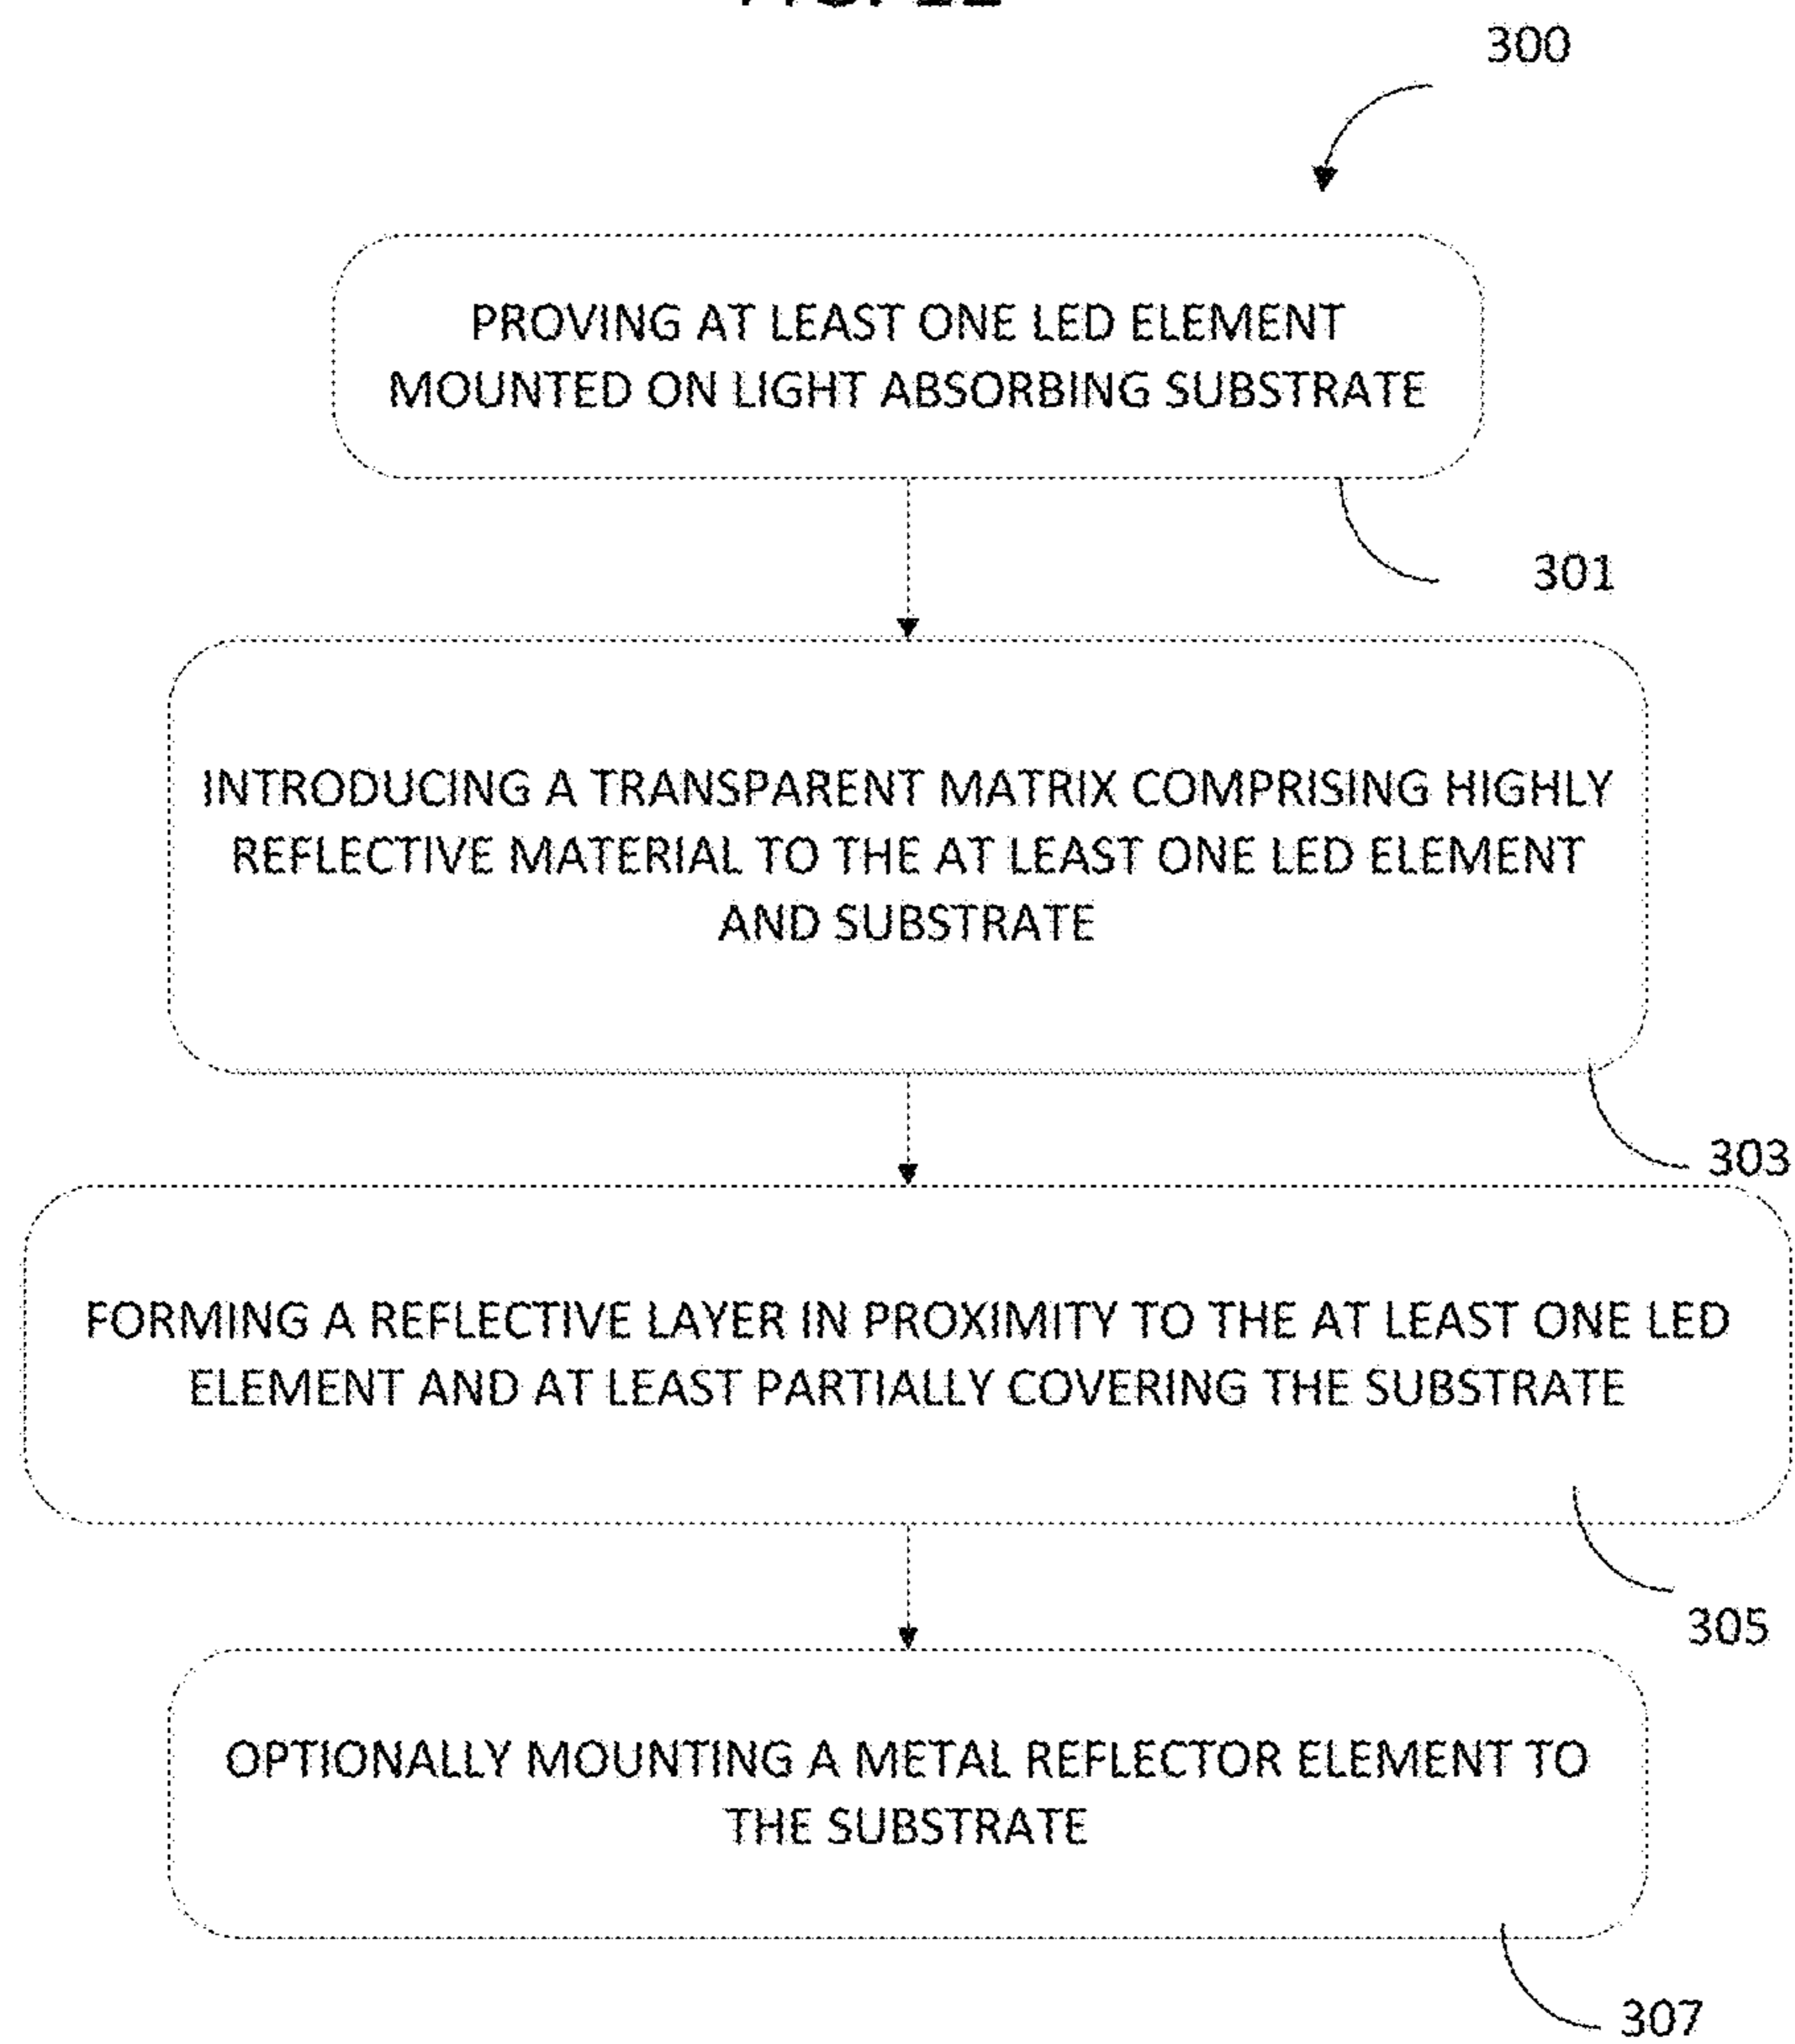 300
PROVING AT LEAST ONE LED ELEMENT
MOUNTED ON LIGHT ABSORBING SUBSTRATE
301
INTRODUCING A TRANSPARENT MATRIX COMPRISING HIGHLY
REFLECTIVE MATERIAL TO THE AT LEAST ONE LED ELEMENT
AND SUBSTRATE
303
FORMING A REFLECTIVE LAYER IN PROXIMITY TO THE AT LEAST ONE LED
ELEMENT AND AT LEAST PARTIALLY COVERING THE SUBSTRATE
305
OPTIONALLY MOUNTING A METAL REFLECTOR ELEMENT TO
THE SUBSTRATE
307